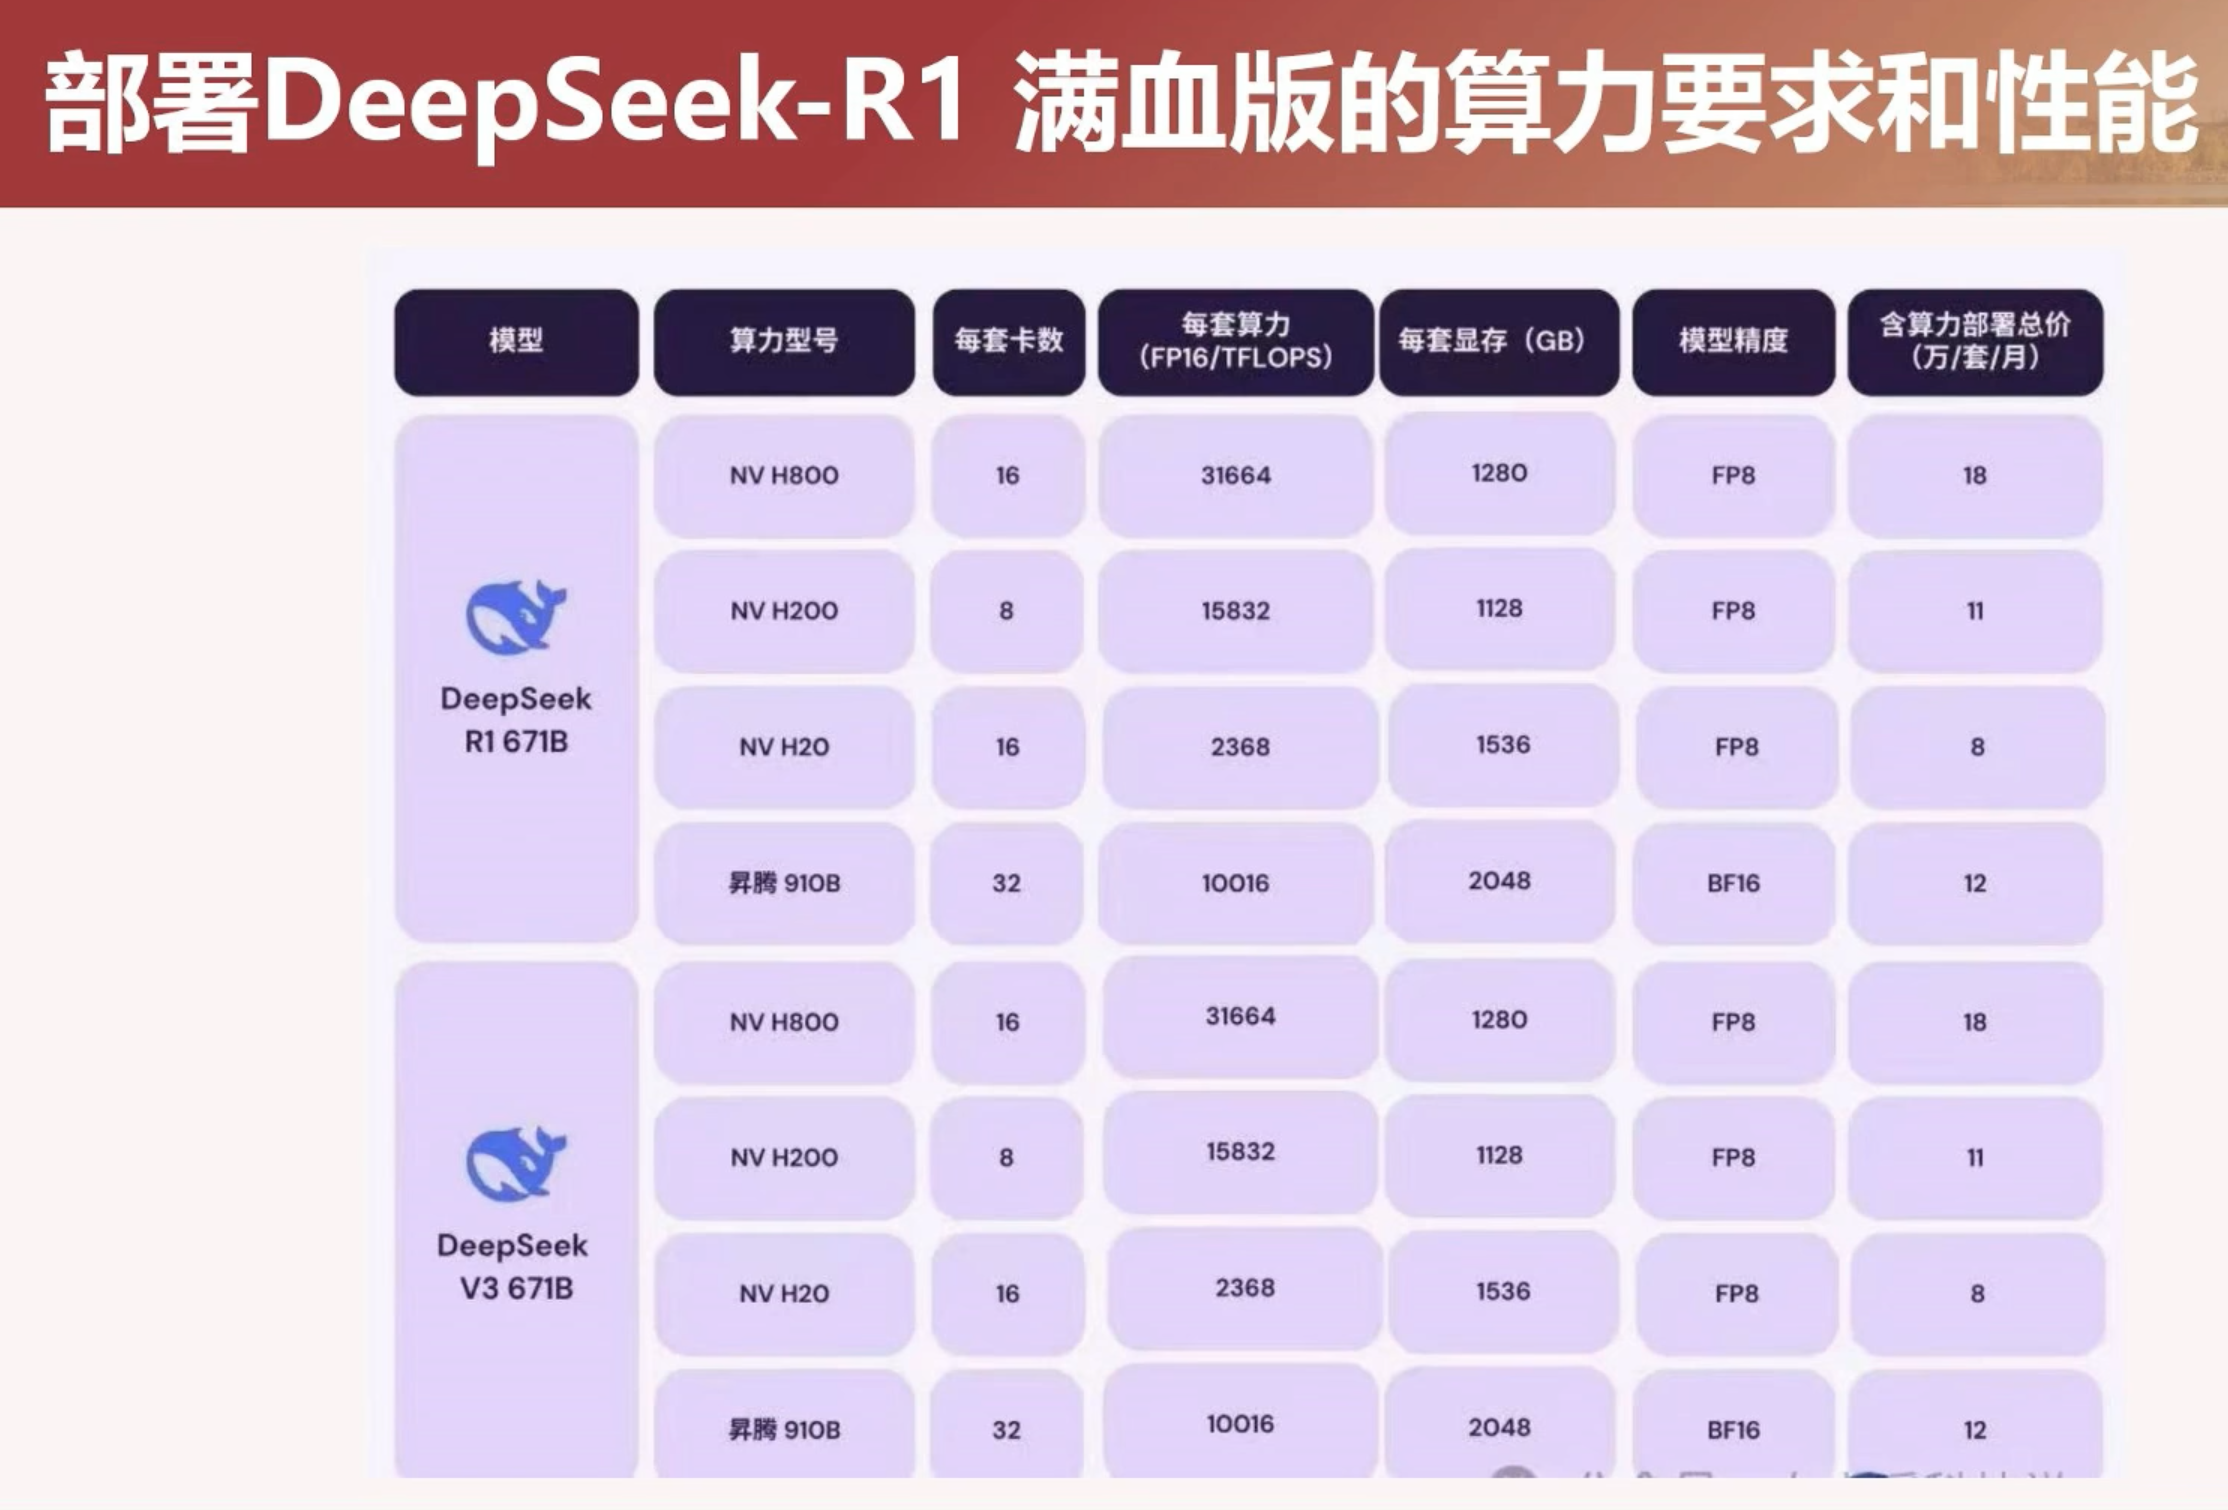 部署DeepSeek-R1 满血版的算力要求和性能
模型 算力型号 每套卡数 每套算力 (FP16/TFLOPS) 每套显存（GB） 模型精度 含算力部署总价 (万/套/月)
DeepSeek
R1 671B
NV H800 16 31664 1280 FP8 18
NV H200 8 15832 1128 FP8 11
NV H20 16 2368 1536 FP8 8
昇腾 910B 32 10016 2048 BF16 12
DeepSeek
V3 671B
NV H800 16 31664 1280 FP8 18
NV H200 8 15832 1128 FP8 11
NV H20 16 2368 1536 FP8 8
昇腾 910B 32 10016 2048 BF16 12